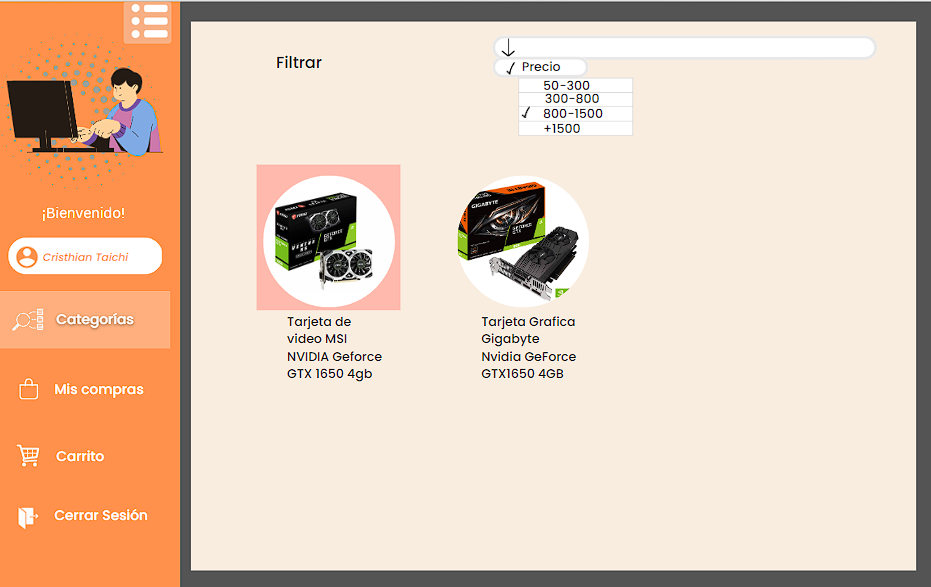 ¡Bienvenido!
Cristhian Taichi
Categorías
Mis compras
Carrito
Cerrar Sesión
Filtrar
Precio
50-300
300-800
800-1500
+1500
GIGABYTE
Tarjeta de
video MSI
NVIDIA Geforce
GTX 1650 4gb
Tarjeta Grafica
Gigabyte
Nvidia GeForce
GTX1650 4GB